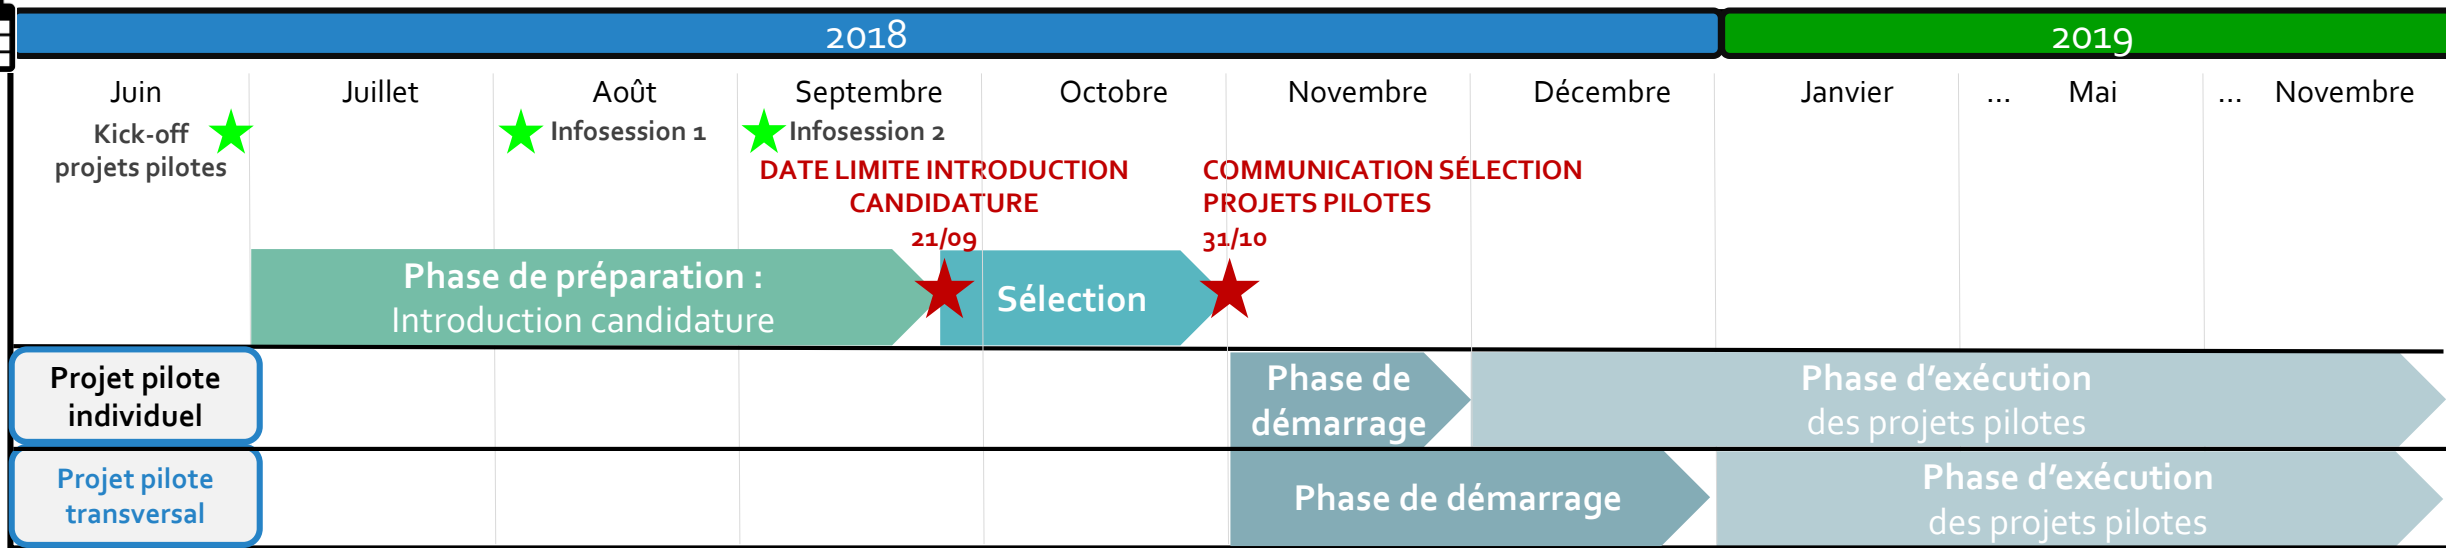 2018
2019
Juin
Juillet
Août
Septembre
Octobre
Novembre
Décembre
Janvier
...
Mai
...
Novembre
Kick-off
projets pilotes
Infosession 1
Infosession 2
DATE LIMITE INTRODUCTION
CANDIDATURE
21/09
COMMUNICATION SÉLECTION
PROJETS PILOTES
31/10
Phase de préparation :
Introduction candidature
Sélection
Projet pilote
individuel
Phase de
démarrage
Phase d'exécution
des projets pilotes
Projet pilote
transversal
Phase de démarrage
Phase d'exécution
des projets pilotes